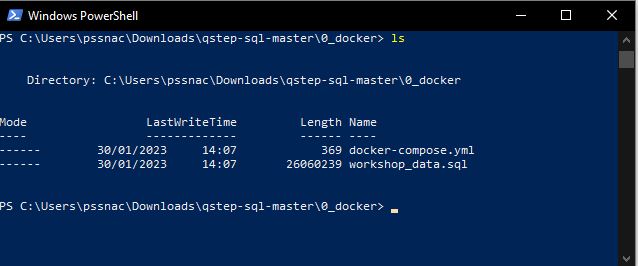 Windows PowerShell
PS C:\Users\pssnac\Downloads\qstep-sql-master\0_docker> ls
Directory: C:\Users\pssnac\Downloads\qstep-sql-master\0_docker
Mode LastWriteTime Length Name
---- ------------- ------ ----
------ 30/01/2023 14:07 369 docker-compose.yml
------ 30/01/2023 14:07 26060239 workshop_data.sql
PS C:\Users\pssnac\Downloads\qstep-sql-master\0_docker>